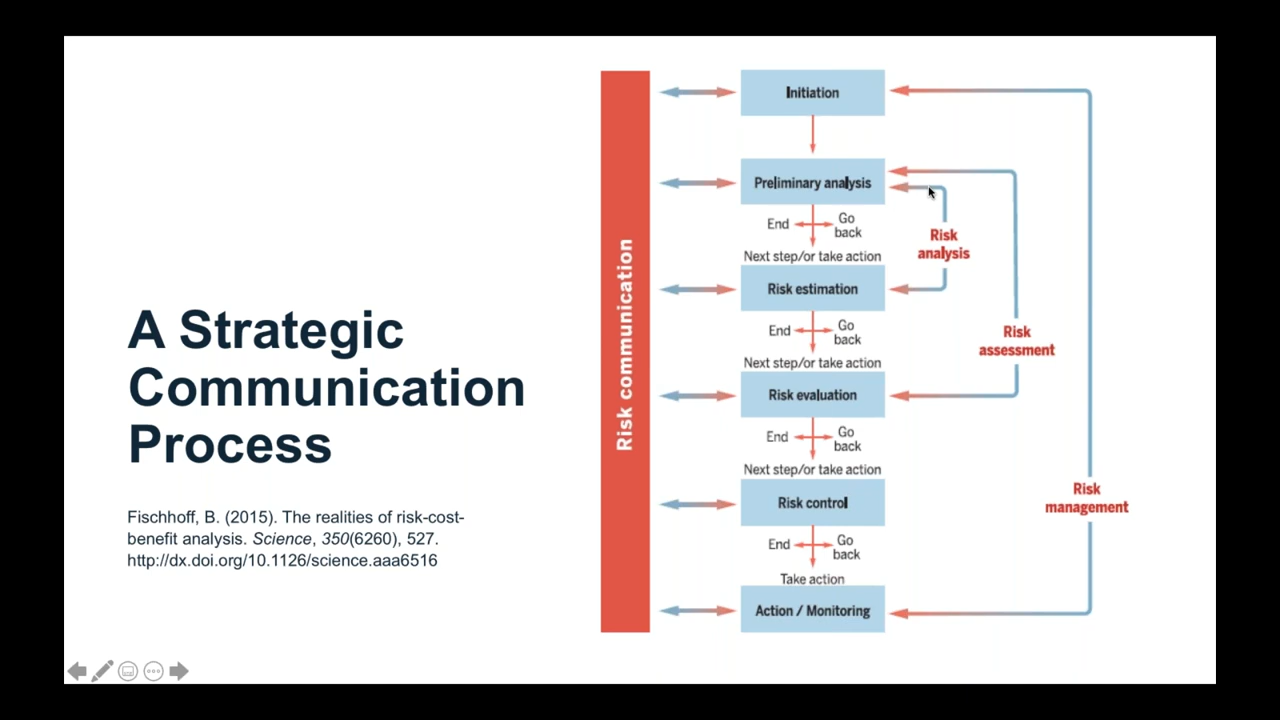 A Strategic
Communication
Process
Fischhoff, B. (2015). The realities of risk-cost-
benefit analysis. Science, 350(6260), 527.
http://dx.doi.org/10.1126/science.aaa6516
Risk communication
Initiation
Preliminary analysis
End
Go
back
Next step/or take action
Risk estimation
End
Go
back
Next step/or take action
Risk evaluation
End
Go
back
Next step/or take action
Risk control
End
Go
back
Take action
Action / Monitoring
Risk
analysis
Risk
assessment
Risk
management